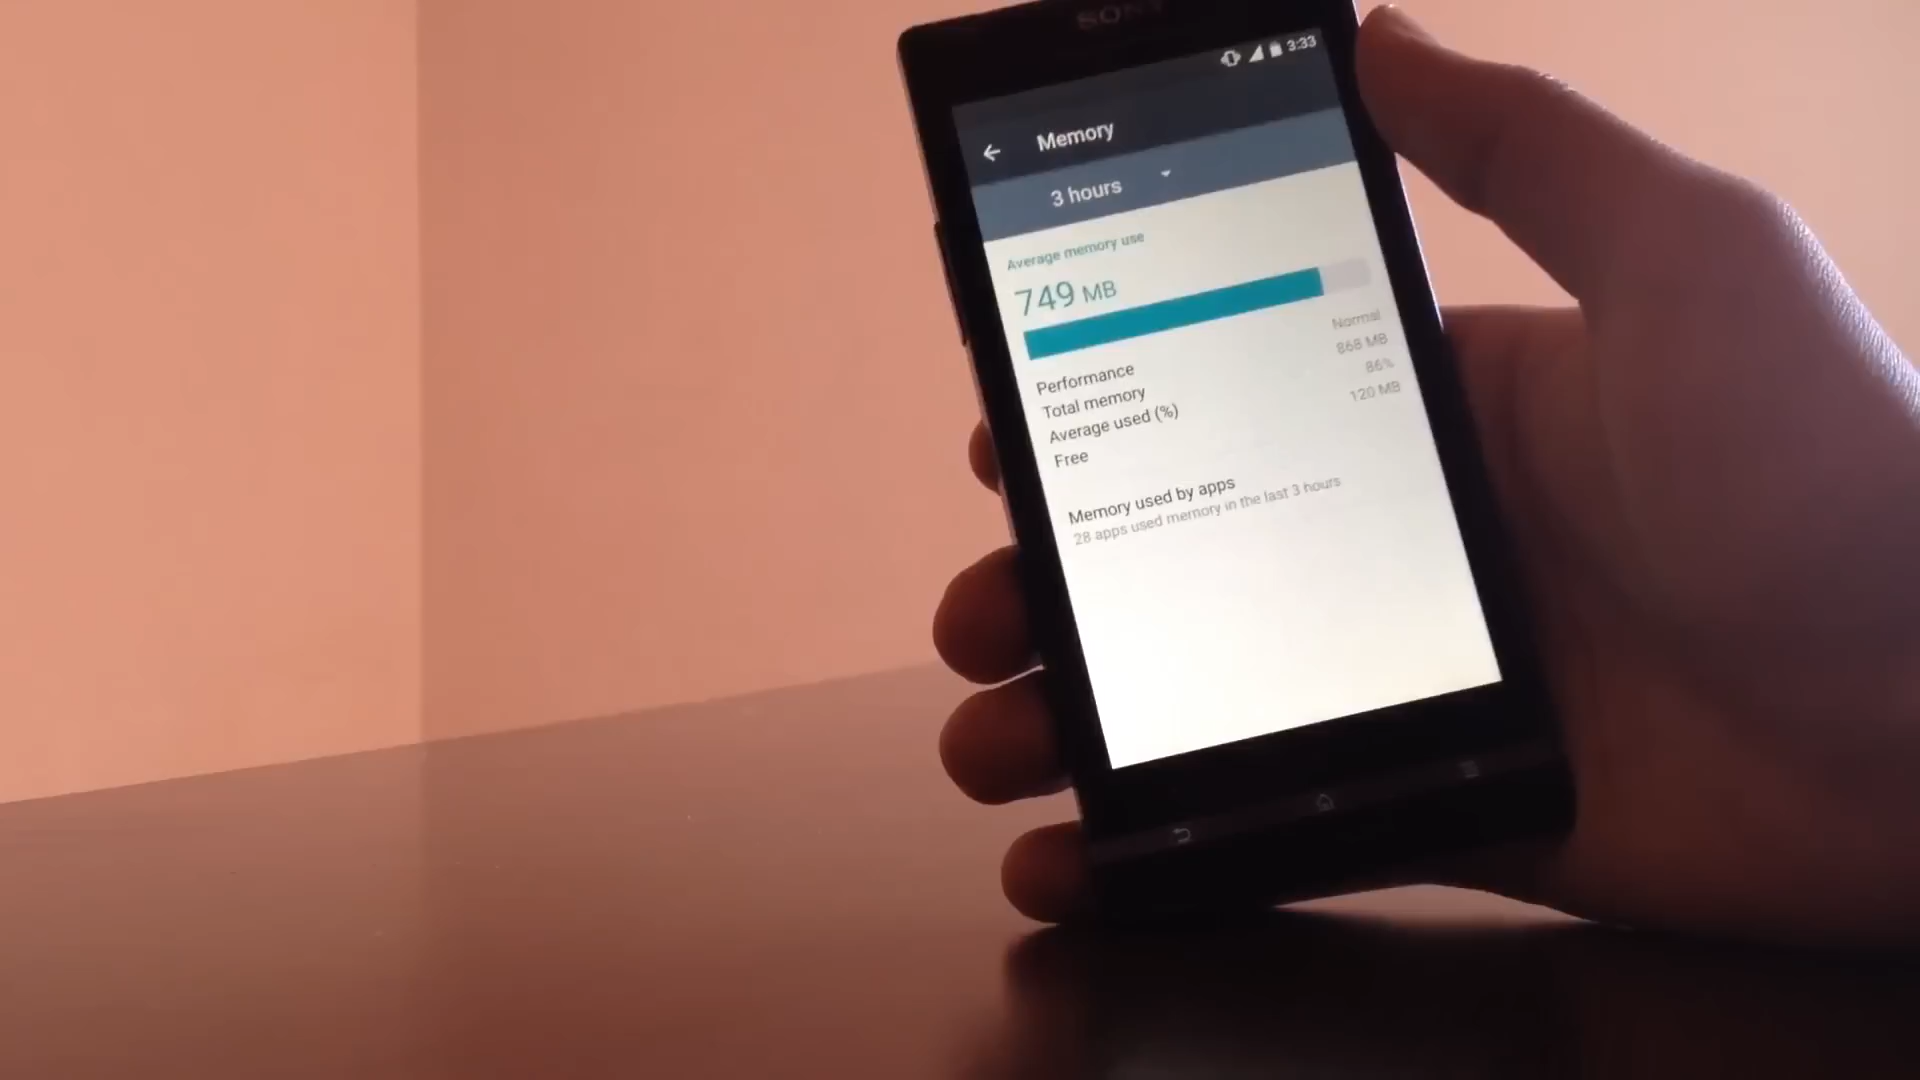 SONY
3:33
Memory
3 hours
Average memory use
749 MB
Performance Normal
Total memory 868 MB
Average used (%) 86%
Free 120 MB
Memory used by apps
28 apps used memory in the last 3 hours